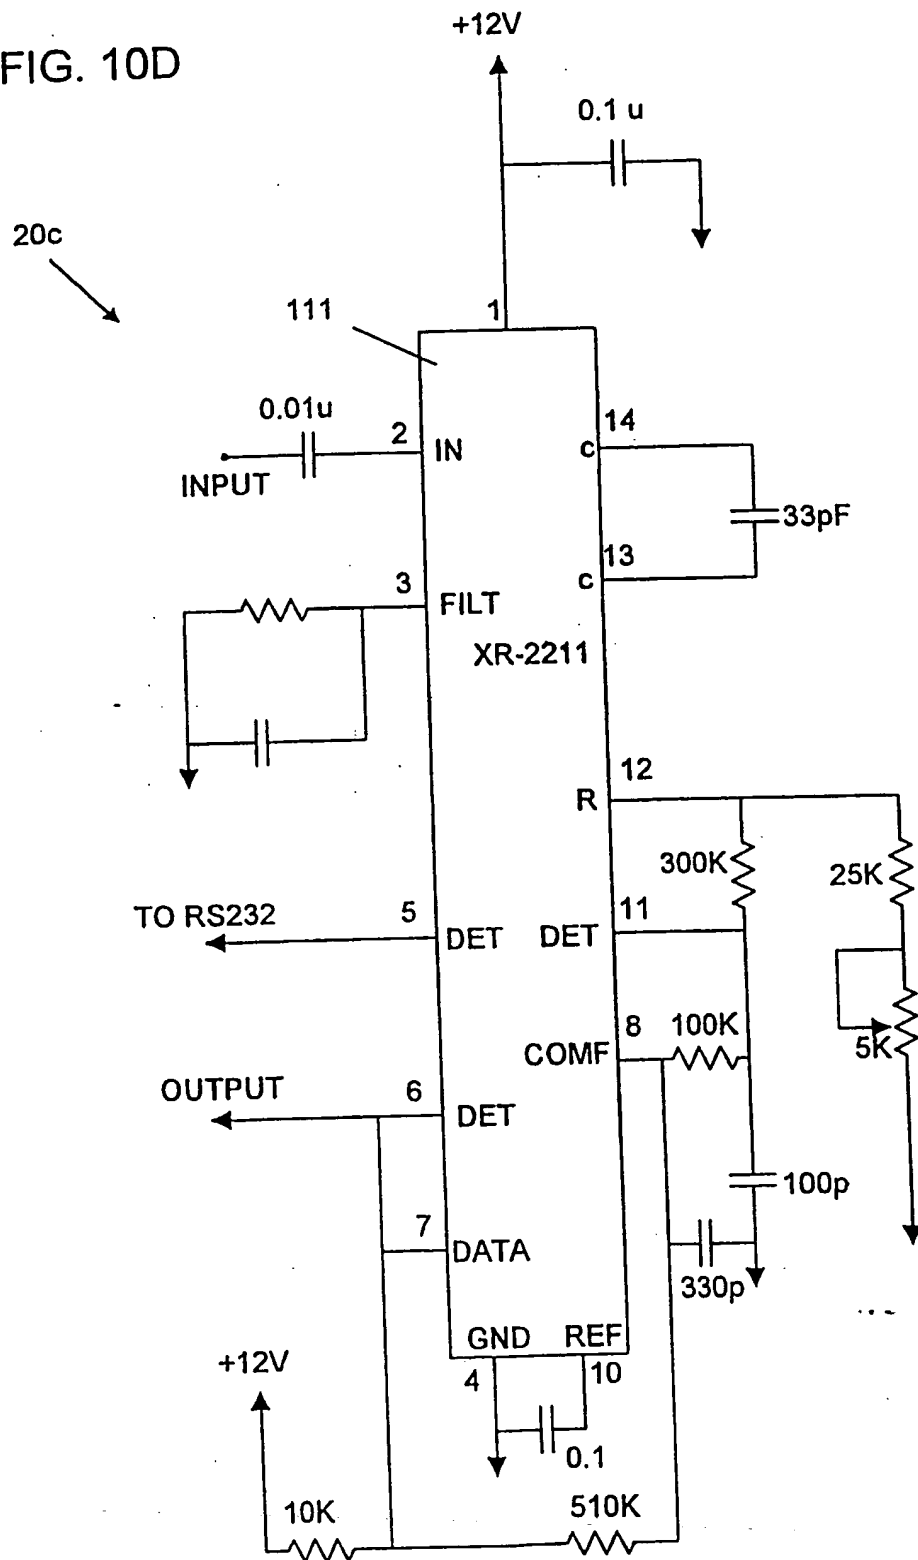 +12V
FIG. 10D
0.1 u
20c
1
111
0.01u
2
IN
14
c
INPUT
33pF
13
c
3
FILT
XR-2211
12
R
300K
25K
TO RS232
5
DET
11
DET
8
100K
COMF
5K
OUTPUT
6
DET
100p
7
DATA
330p
GND
REF
+12V
4
10
0.1
10K
510K